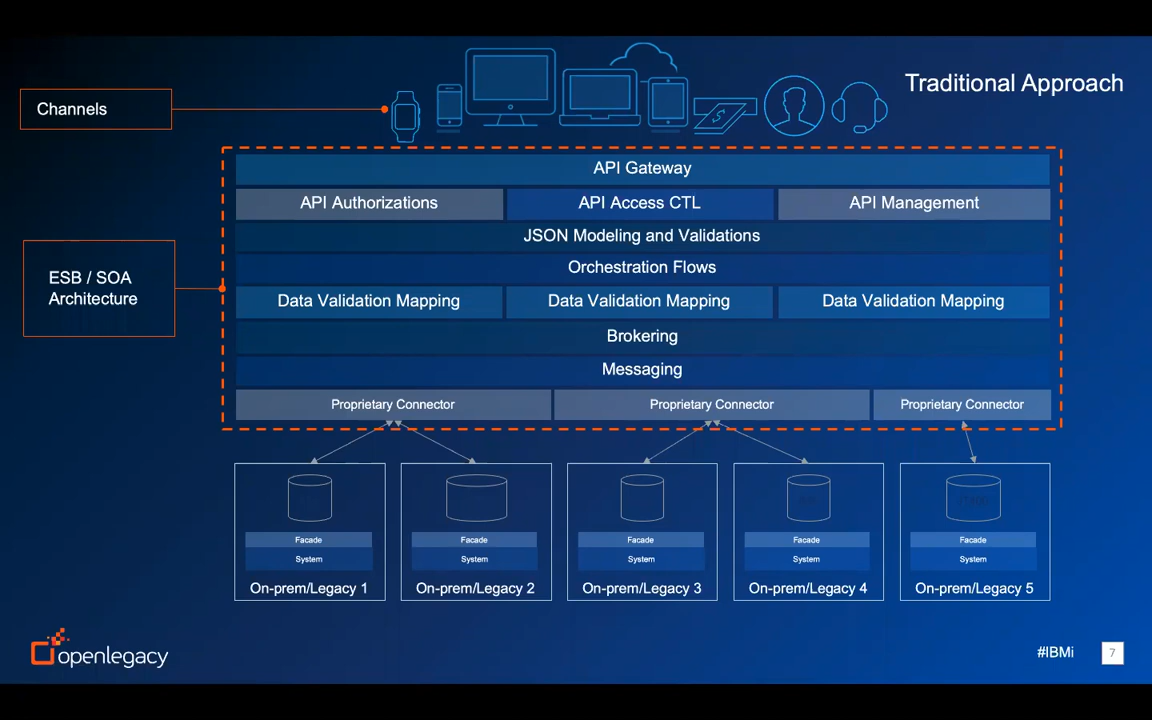 Traditional Approach
Channels
$
API Gateway
API Authorizations
API Access CTL
API Management
JSON Modeling and Validations
Orchestration Flows
ESB / SOA
Architecture
Data Validation Mapping
Data Validation Mapping
Data Validation Mapping
Brokering
Messaging
Proprietary Connector
Proprietary Connector
Proprietary Connector
Facade
System
On-prem/Legacy 1
Facade
System
On-prem/Legacy 2
Facade
System
On-prem/Legacy 3
Facade
System
On-prem/Legacy 4
Facade
System
On-prem/Legacy 5
openlegacy
#IBMi
7